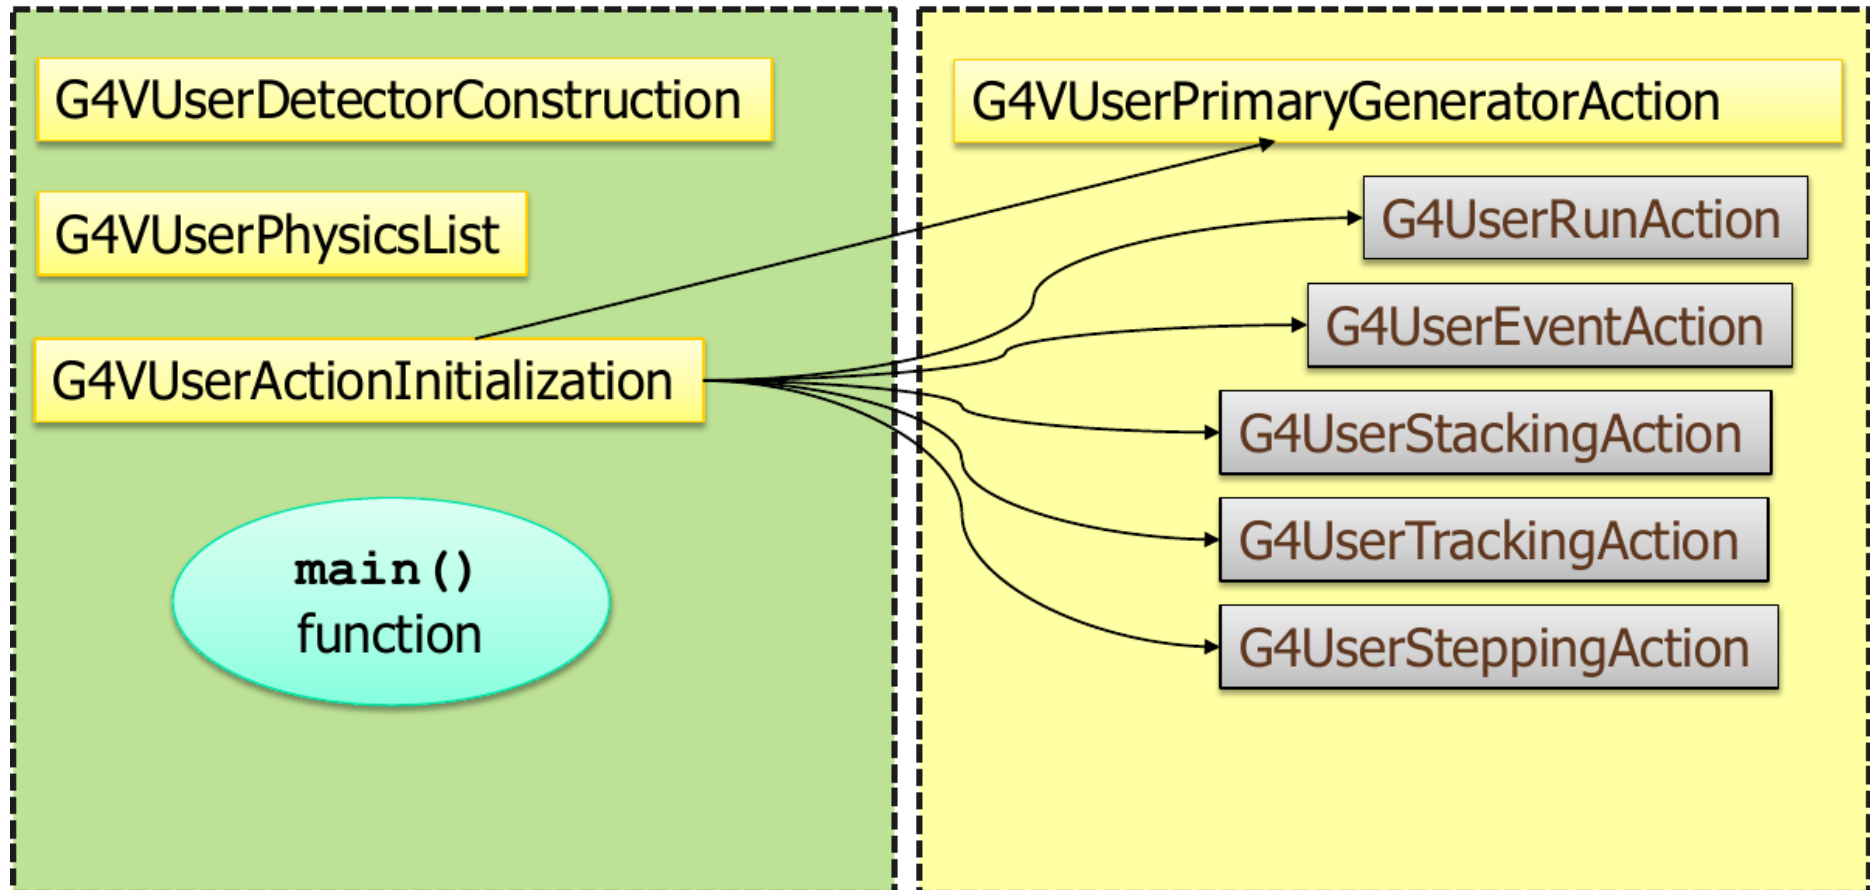 G4VUserDetectorConstruction
G4VUserPhysicsList
G4VUserActionInitialization
main()
function
G4VUserPrimaryGeneratorAction
G4UserRunAction
G4UserEventAction
G4UserStackingAction
G4UserTrackingAction
G4UserSteppingAction